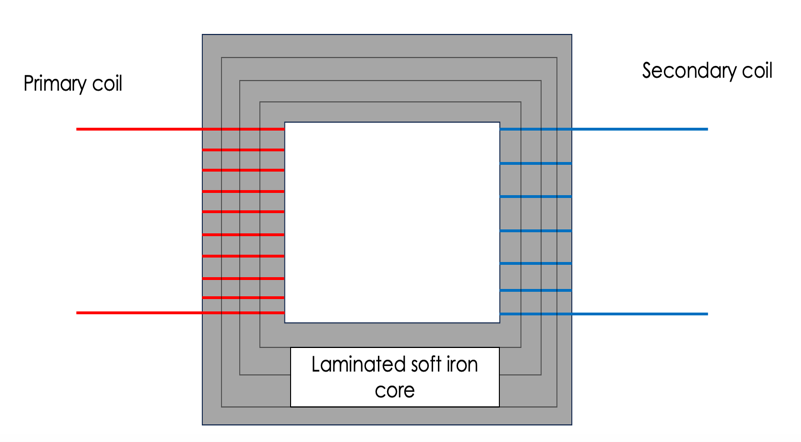 Primary coil
Secondary coil
Laminated soft iron
core